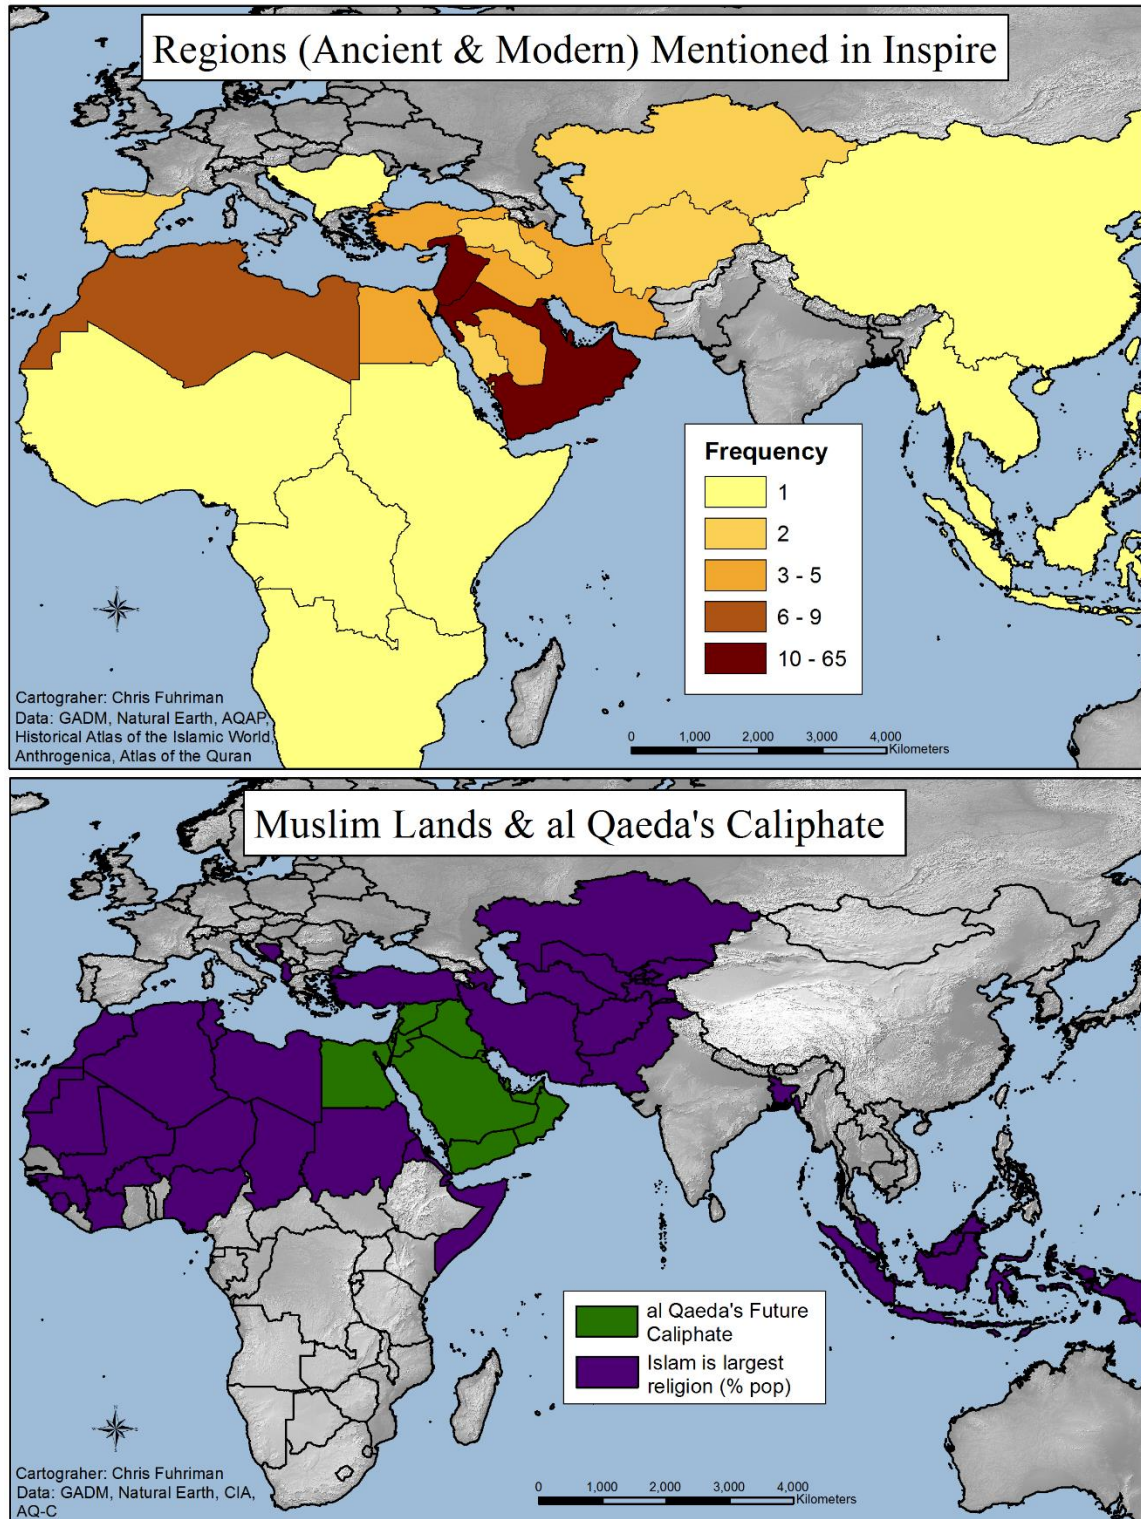 Regions (Ancient & Modern) Mentioned in Inspire
Frequency
1
2
3 - 5
6 - 9
10 - 65
Cartograher: Chris Fuhriman
Data: GADM, Natural Earth, AQAP,
Historical Atlas of the Islamic World,
Anthrogenica, Atlas of the Quran
0 1,000 2,000 3,000 4,000
Kilometers
Muslim Lands & al Qaeda's Caliphate
al Qaeda's Future
Caliphate
Islam is largest
religion (% pop)
Cartograher: Chris Fuhriman
Data: GADM, Natural Earth, CIA,
AQ-C
0 1,000 2,000 3,000 4,000
Kilometers